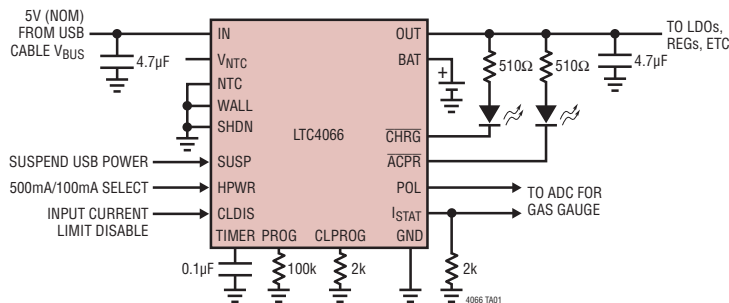 5V (NOM)
FROM USB
CABLE VBUS
4.7µF
IN
VNTC
NTC
WALL
SHDN
SUSPEND USB POWER
SUSP
500mA/100mA SELECT
HPWR
INPUT CURRENT
LIMIT DISABLE
CLDIS
LTC4066
OUT
BAT
+
CHRG
ACPR
POL
ISTAT
TIMER PROG CLPROG GND
0.1µF
100k
2k
2k
510Ω
510Ω
4.7µF
TO LDOs,
REGs, ETC
TO ADC FOR
GAS GAUGE
4066 TA01